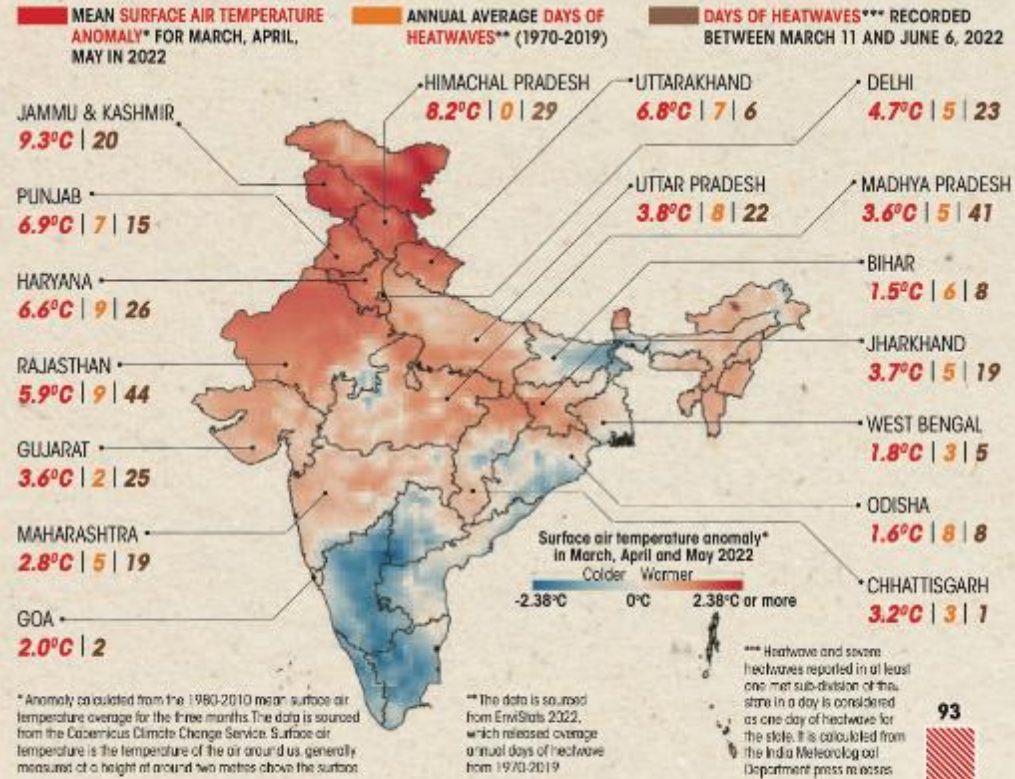 MEAN SURFACE AIR TEMPERATURE
ANOMALY* FOR MARCH, APRIL,
MAY IN 2022
ANNUAL AVERAGE DAYS OF
HEATWAVES** (1970-2019)
DAYS OF HEATWAVES*** RECORDED
BETWEEN MARCH 11 AND JUNE 6, 2022
JAMMU & KASHMIR
9.3°C | 20
HIMACHAL PRADESH
8.2°C | 0 | 29
UTTARAKHAND
6.8°C | 7 | 6
DELHI
4.7°C | 5 | 23
PUNJAB
6.9°C | 7 | 15
UTTAR PRADESH
3.8°C | 8 | 22
MADHYA PRADESH
3.6°C | 5 | 41
HARYANA
6.6°C | 9 | 26
BIHAR
1.5°C | 6 | 8
RAJASTHAN
5.9°C | 9 | 44
JHARKHAND
3.7°C | 5 | 19
GUJARAT
3.6°C | 2 | 25
WEST BENGAL
1.8°C | 3 | 5
MAHARASHTRA
2.8°C | 5 | 19
ODISHA
1.6°C | 8 | 8
GOA
2.0°C | 2
CHHATTISGARH
3.2°C | 3 | 1
Surface air temperature anomaly*
in March, April and May 2022
Colder Warmer
-2.38°C 0°C 2.38°C or more
*Anomaly calculated from the 1980-2010 mean surface air
temperature average for the three months. The data is sourced
from the Copernicus Climate Change Service. Surface air
temperature is the temperature of the air around us, generally
measured at a height of around two metres above the surface
**The data is sourced
from EnviStats 2022,
which released average
annual days of heatwave
from 1970-2019
*** Heatwave and severe
heatwaves reported in at least
one met sub-division of the
state in a day is considered
as one day of heatwave for
the state. It is calculated from
the India Meteorological
Department press releases
93